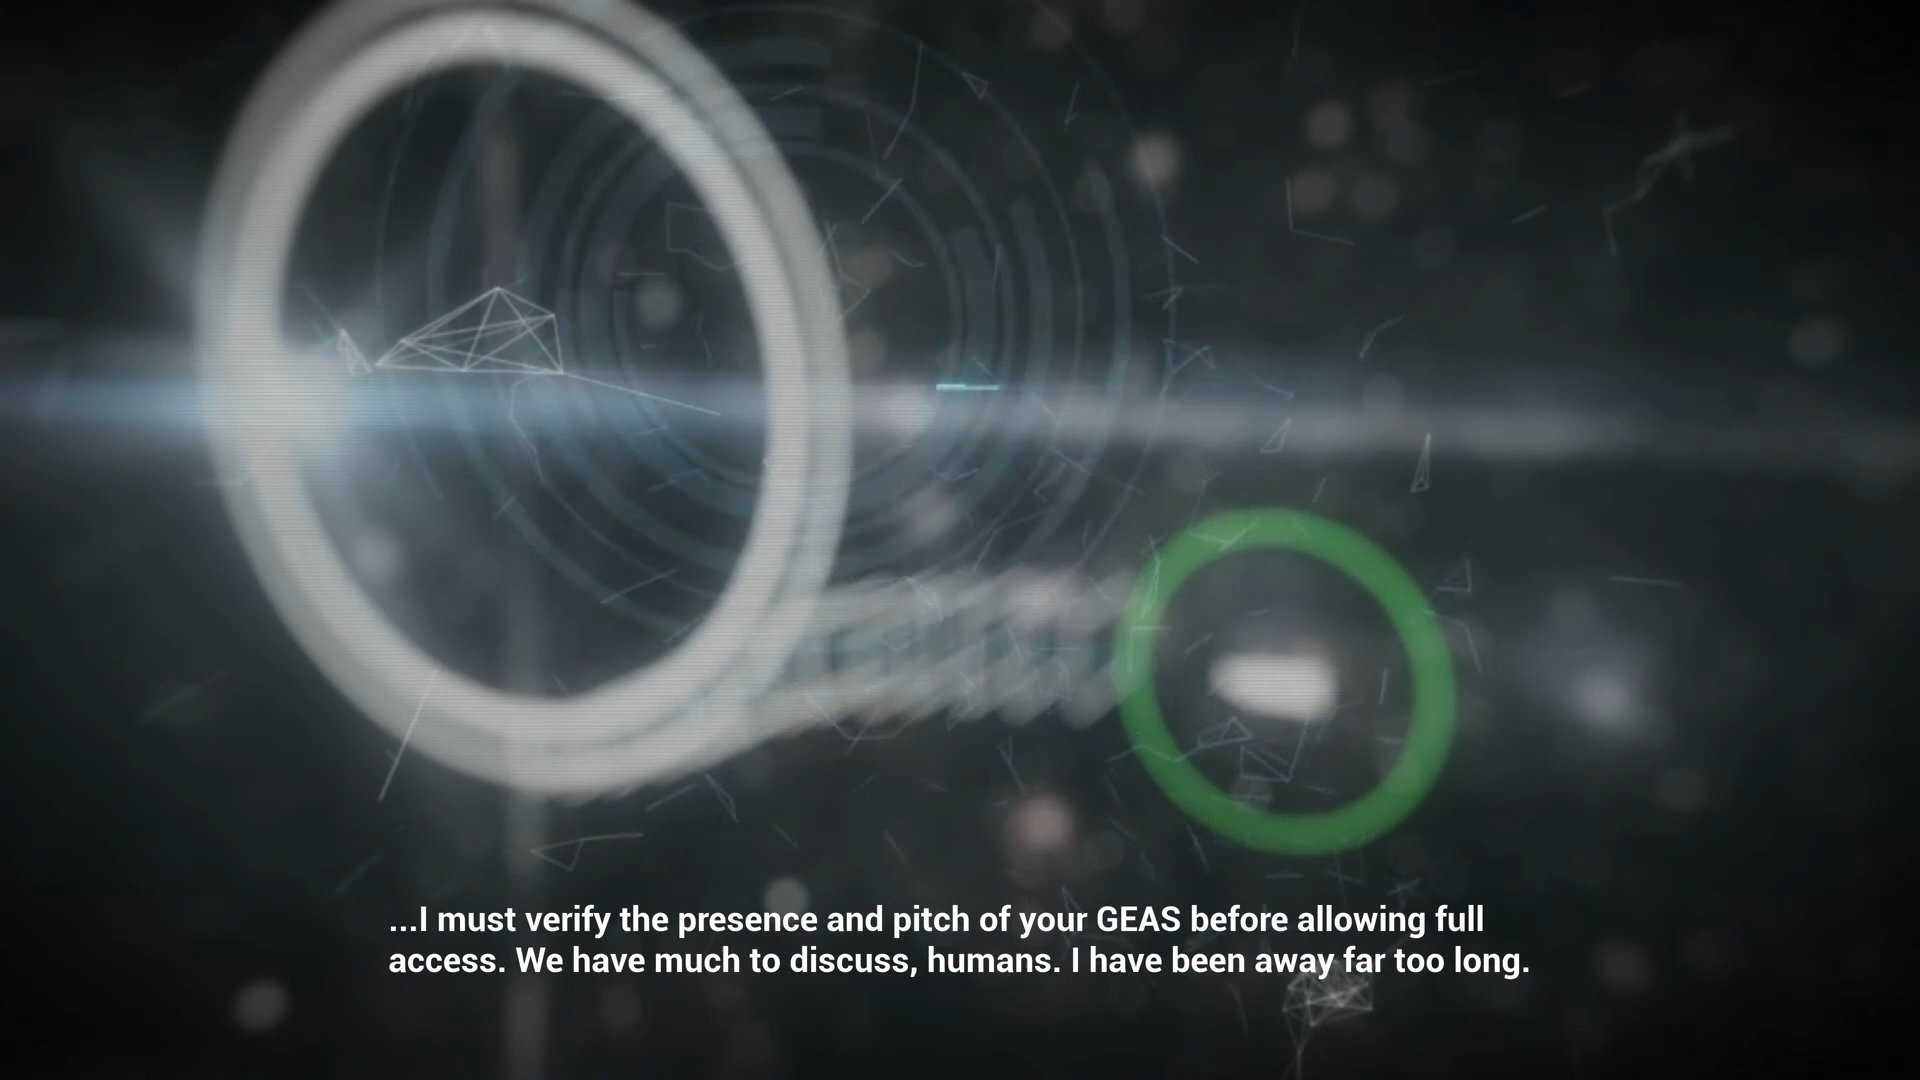 ...I must verify the presence and pitch of your GEAS before allowing full
access. We have much to discuss, humans. I have been away far too long.